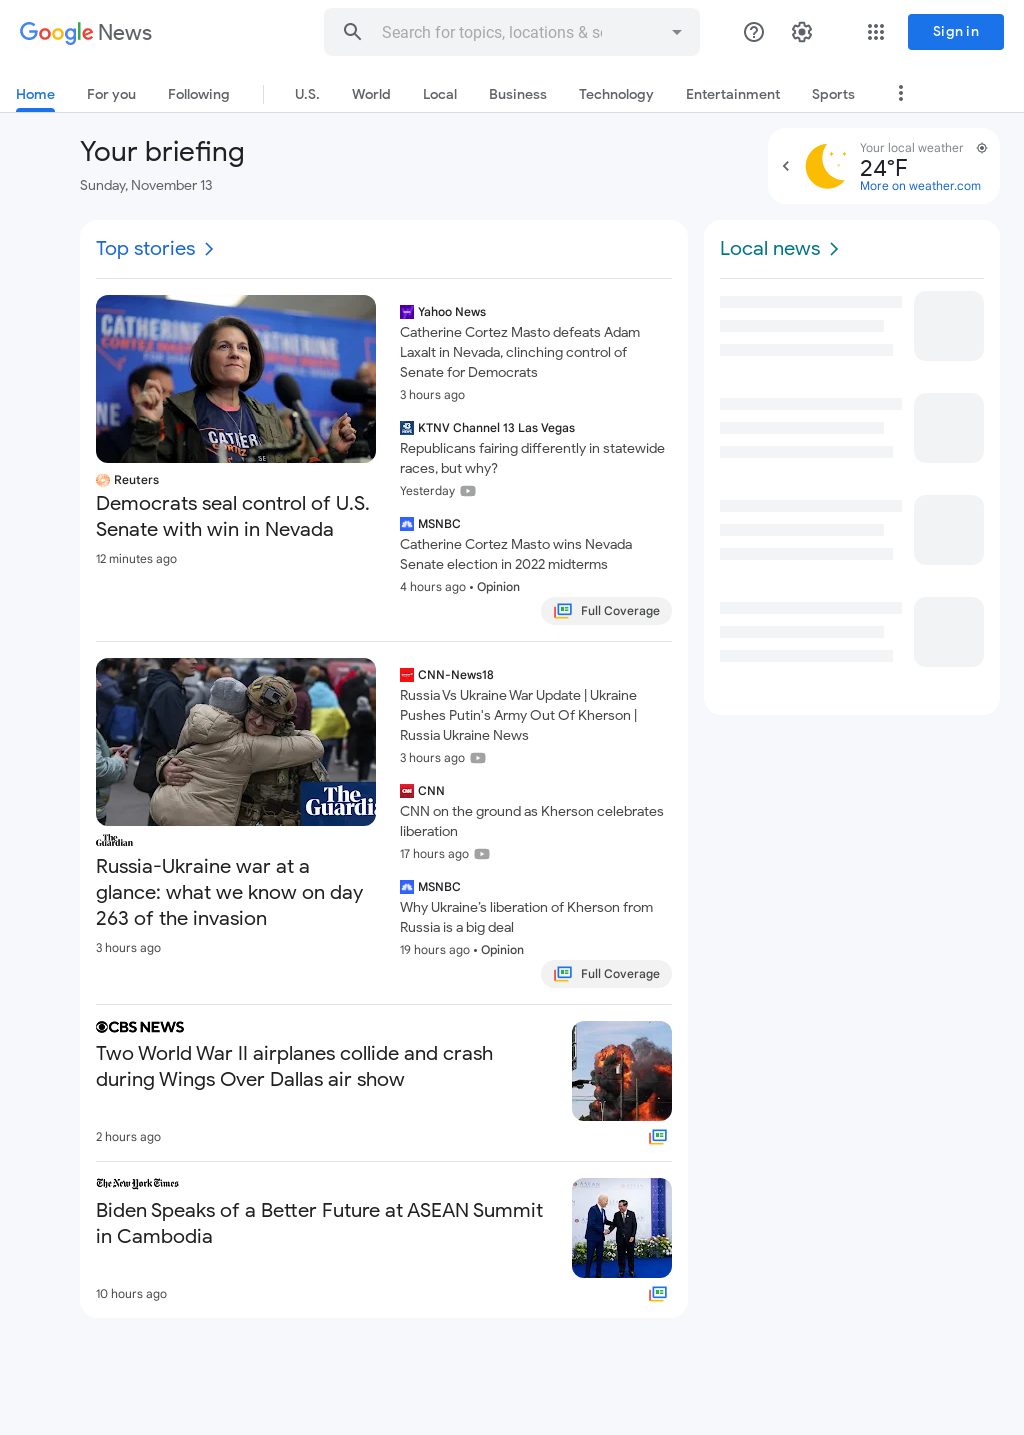 Google News
Search for topics, locations & so
Sign in
Home
For you
Following
U.S.
World
Local
Business
Technology
Entertainment
Sports
Your briefing
Sunday, November 13
Your local weather
24°F
More on weather.com
Top stories
CATHERINE
CORTEZ MASTO
CATHERINE
Reuters
Democrats seal control of U.S.
Senate with win in Nevada
12 minutes ago
Yahoo News
Catherine Cortez Masto defeats Adam
Laxalt in Nevada, clinching control of
Senate for Democrats
3 hours ago
KTNV Channel 13 Las Vegas
Republicans fairing differently in statewide
races, but why?
Yesterday
MSNBC
Catherine Cortez Masto wins Nevada
Senate election in 2022 midterms
4 hours ago • Opinion
Full Coverage
The
Guardia
The
Guardian
Russia-Ukraine war at a
glance: what we know on day
263 of the invasion
3 hours ago
CNN-News18
Russia Vs Ukraine War Update | Ukraine
Pushes Putin's Army Out Of Kherson |
Russia Ukraine News
3 hours ago
CNN
CNN on the ground as Kherson celebrates
liberation
17 hours ago
MSNBC
Why Ukraine's liberation of Kherson from
Russia is a big deal
19 hours ago • Opinion
Full Coverage
CBS NEWS
Two World War II airplanes collide and crash
during Wings Over Dallas air show
2 hours ago
The New York Times
Biden Speaks of a Better Future at ASEAN Summit
in Cambodia
10 hours ago
Local news